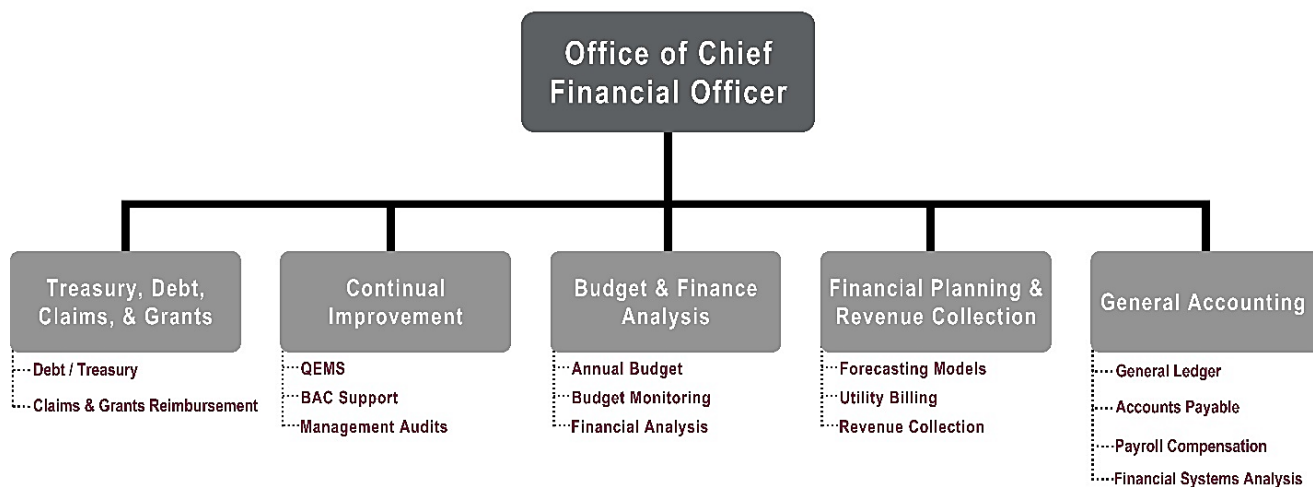 Office of Chief
Financial Officer
Treasury, Debt,
Claims, & Grants
Debt / Treasury
Claims & Grants Reimbursement
Continual
Improvement
QEMS
BAC Support
Management Audits
Budget & Finance
Analysis
Annual Budget
Budget Monitoring
Financial Analysis
Financial Planning &
Revenue Collection
Forecasting Models
Utility Billing
Revenue Collection
General Accounting
General Ledger
Accounts Payable
Payroll Compensation
Financial Systems Analysis